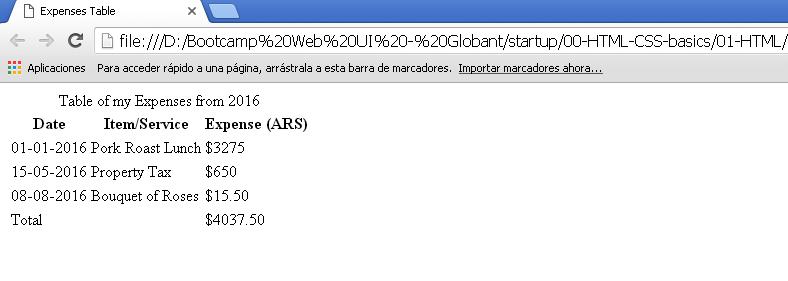 Expenses Table
file:///D:/Bootcamp%20Web%20UI%20-%20Globant/startup/00-HTML-CSS-basics/01-HTML/
Aplicaciones Para acceder rápido a una página, arrástrala a esta barra de marcadores. Importar marcadores ahora...
Table of my Expenses from 2016
Date Item/Service Expense (ARS)
01-01-2016 Pork Roast Lunch $3275
15-05-2016 Property Tax $650
08-08-2016 Bouquet of Roses $15.50
Total $4037.50